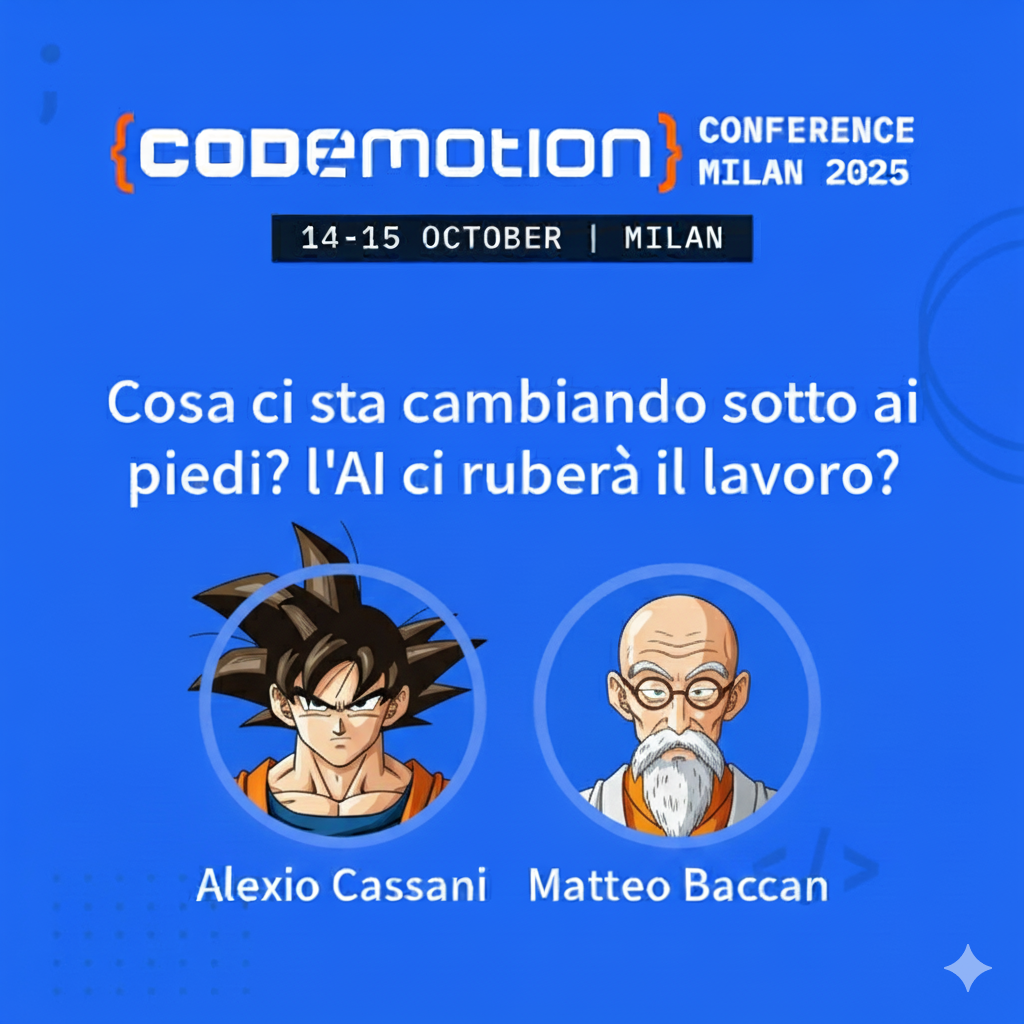 {CODEMOTION} CONFERENCE
MILAN 2025
14-15 OCTOBER | MILAN
Cosa ci sta cambiando sotto ai
piedi? l'AI ci ruberà il lavoro?
Alexio Cassani Matteo Baccan